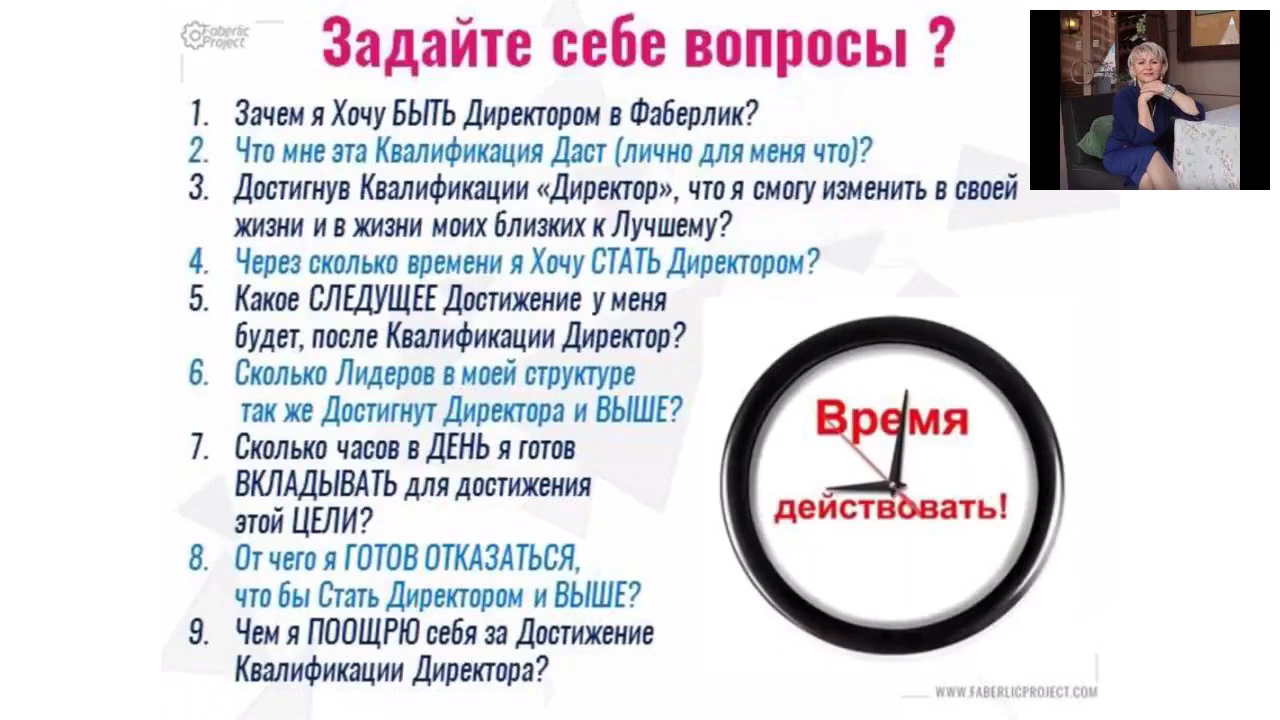 Faberlic
Project
Задайте себе вопросы ?
1. Зачем я Хочу БЫТЬ Директором в Фаберлик?
2. Что мне эта Квалификация Даст (лично для меня что)?
3. Достигнув Квалификации «Директор», что я смогу изменить в своей
жизни и в жизни моих близких к Лучшему?
4. Через сколько времени я Хочу СТАТЬ Директором?
5. Какое СЛЕДУЩЕЕ Достижение у меня
будет, после Квалификации Директор?
6. Сколько Лидеров в моей структуре
так же Достигнут Директора и ВЫШЕ?
7. Сколько часов в ДЕНЬ я готов
ВКЛАДЫВАТЬ для достижения
этой ЦЕЛИ?
8. От чего я ГОТОВ ОТКАЗАТЬСЯ,
что бы Стать Директором и ВЫШЕ?
9. Чем я ПООЩРЮ себя за Достижение
Квалификации Директора?
Время
действовать!
WWW.FABERLICPROJECT.COM